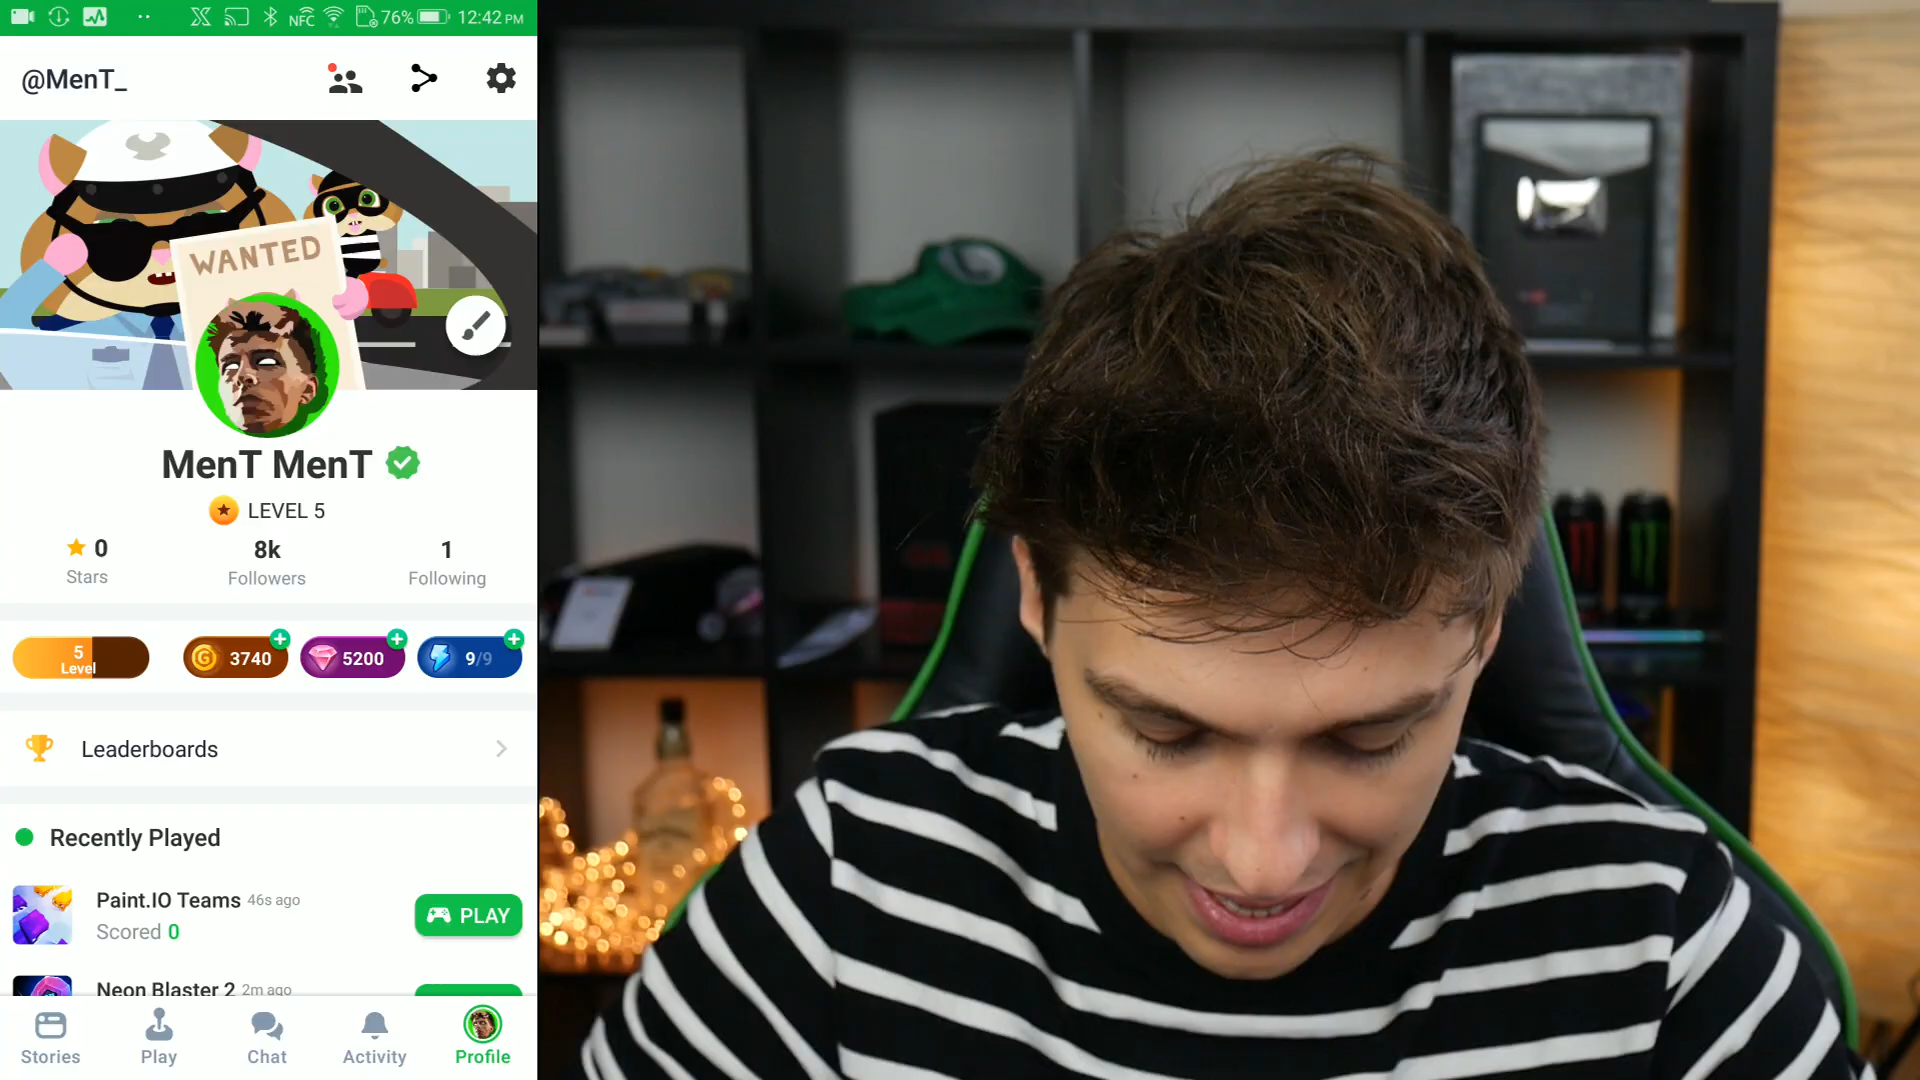 NFC 76% 12:42 PM
@MenT_
WANTED
MenT MenT
LEVEL 5
0
Stars
8k
Followers
1
Following
5
Level
3740
5200
9/9
Leaderboards
Recently Played
Paint.IO Teams 46s ago
Scored 0
PLAY
Neon Blaster 2 2m ago
Stories
Play
Chat
Activity
Profile